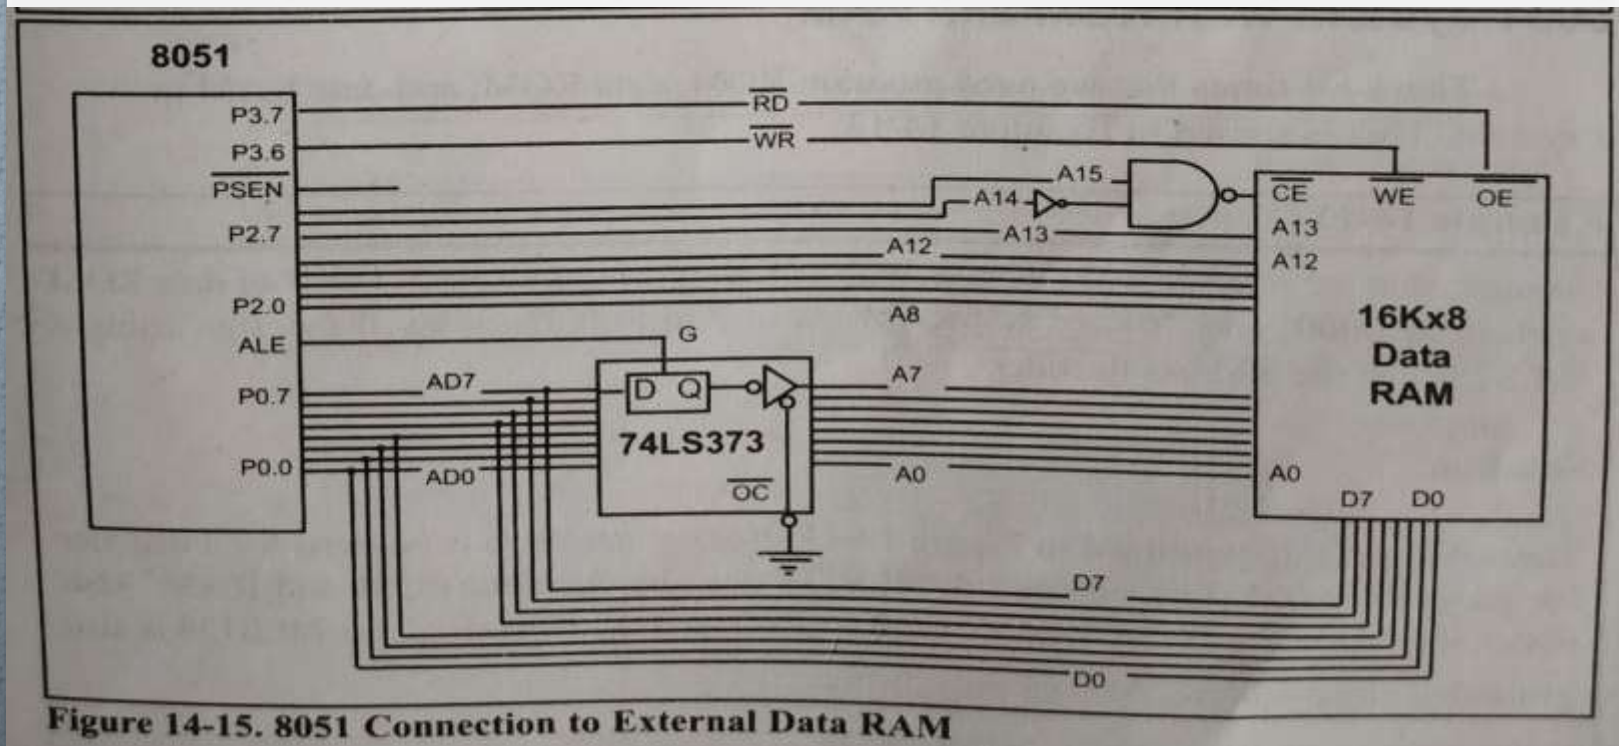 8051
P3.7
RD
P3.6
WR
PSEN
A15
A14
CE
WE
OE
P2.7
A13
A13
A12
A12
P2.0
A8
16Kx8
Data
RAM
ALE
G
P0.7
AD7
D Q
A7
74LS373
P0.0
AD0
A0
A0
OC
D7 D0
D7
D0
Figure 14-15. 8051 Connection to External Data RAM